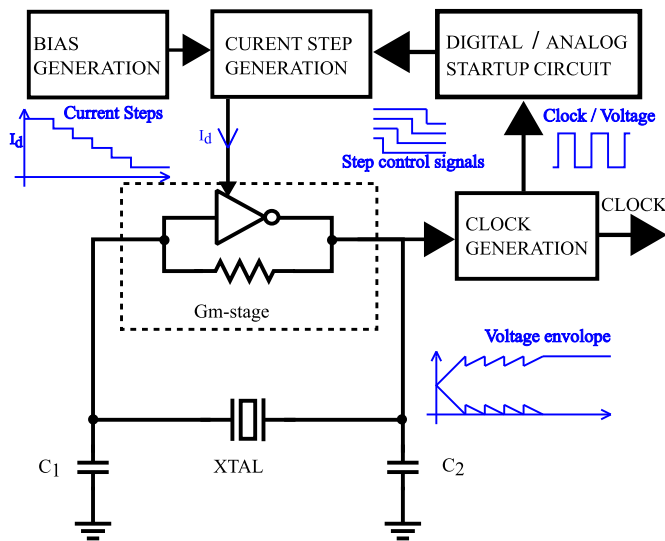 BIAS
GENERATION
CURENT STEP
GENERATION
DIGITAL / ANALOG
STARTUP CIRCUIT
Current Steps
Id
Id
Step control signals
Clock / Voltage
CLOCK
GENERATION
CLOCK
Gm-stage
Voltage envolope
C1
XTAL
C2